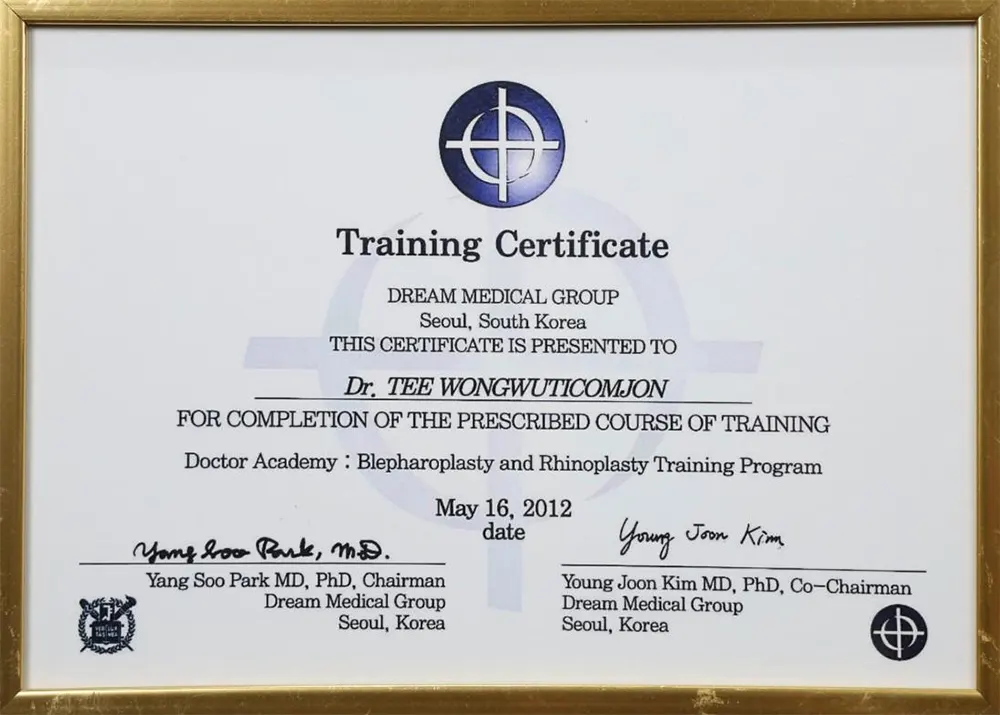 Training Certificate
DREAM MEDICAL GROUP
Seoul, South Korea
THIS CERTIFICATE IS PRESENTED TO
Dr. TEE WONGWUTICOMJON
FOR COMPLETION OF THE PRESCRIBED COURSE OF TRAINING
Doctor Academy : Blepharoplasty and Rhinoplasty Training Program
May 16, 2012
date
Yang Soo Park, M.D.
Yang Soo Park MD, PhD, Chairman
Dream Medical Group
Seoul, Korea
Young Joon Kim
Young Joon Kim MD, PhD, Co-Chairman
Dream Medical Group
Seoul, Korea